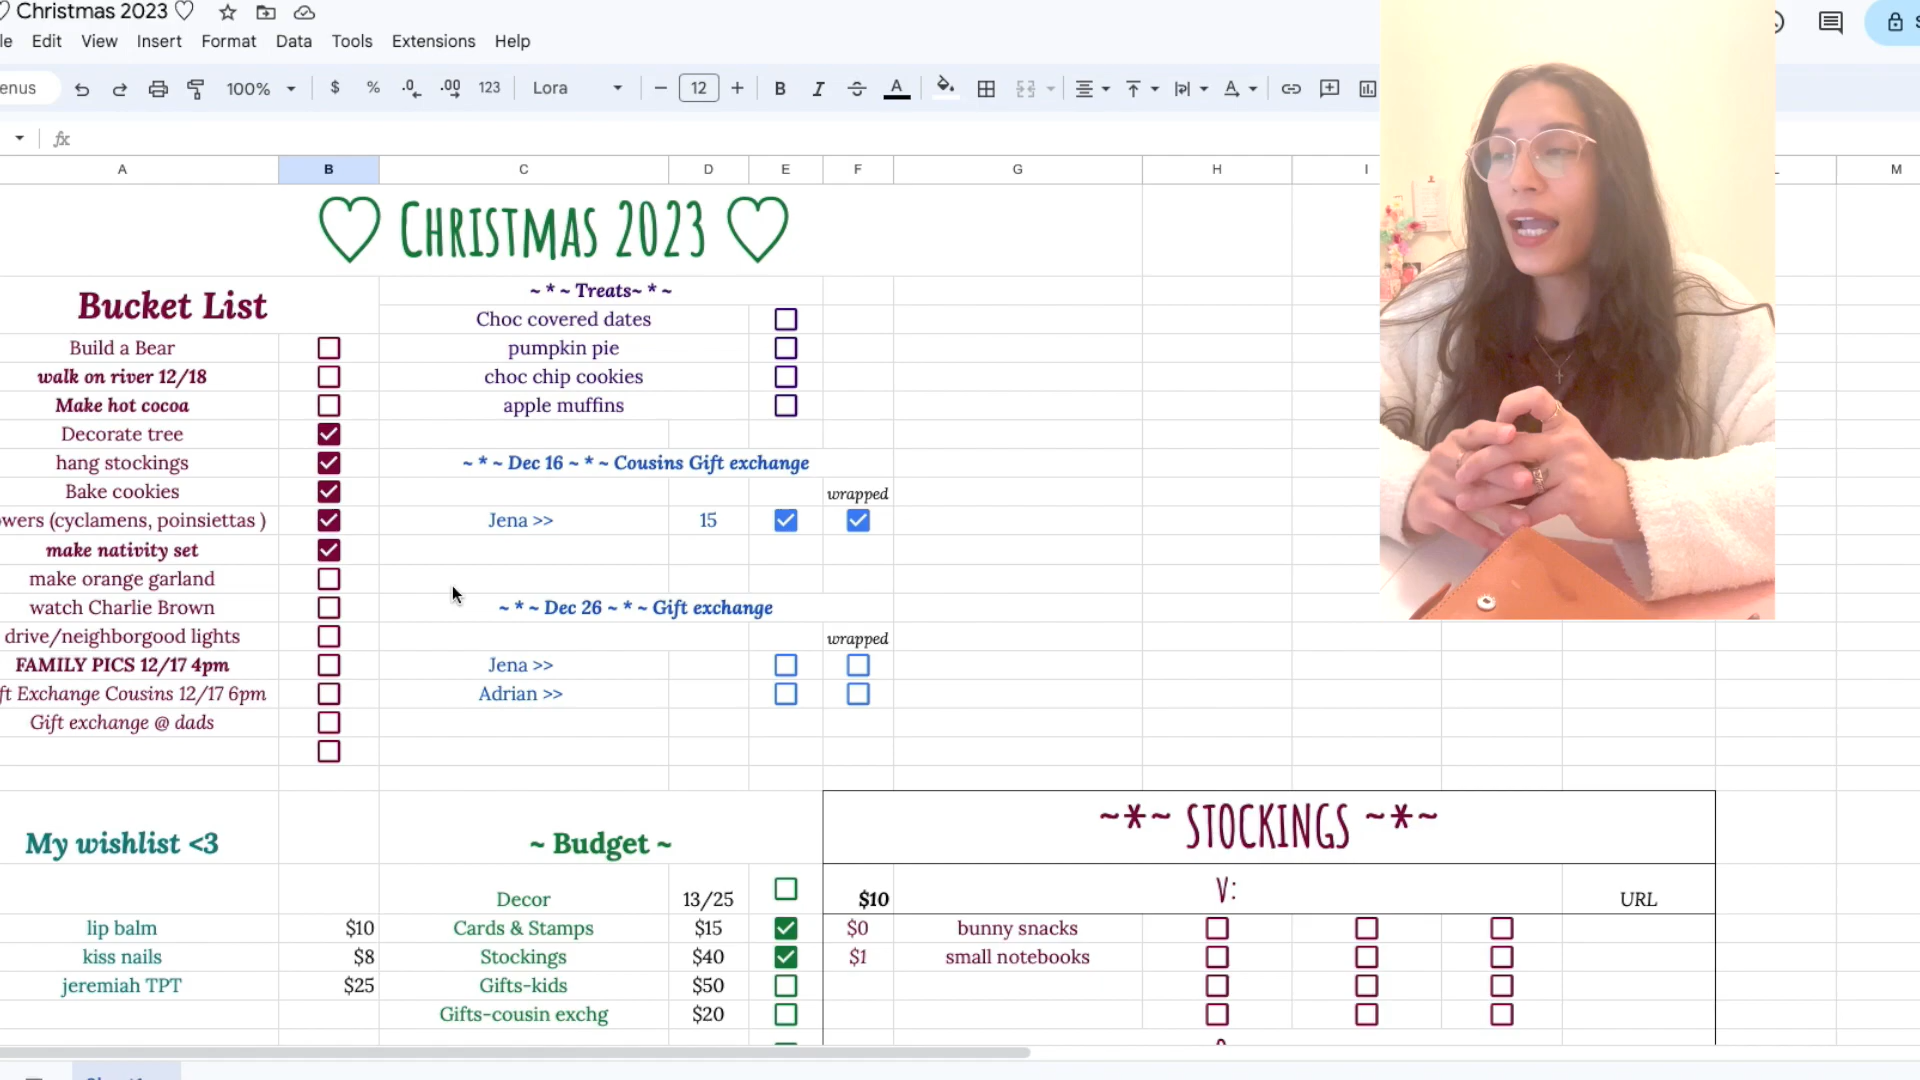 ♡ Christmas 2023 ♡
le Edit View Insert Format Data Tools Extensions Help
enus 100% $ % .0 .00 123 Lora 12 B I A A
fx
A B C D E F G H I L M
♡ CHRISTMAS 2023 ♡
Bucket List
~ * ~ Treats~ * ~
Choc covered dates
Build a Bear pumpkin pie
walk on river 12/18 choc chip cookies
Make hot cocoa apple muffins
Decorate tree
hang stockings ~ * ~ Dec 16 ~ * ~ Cousins Gift exchange
Bake cookies wrapped
owers (cyclamens, poinsiettas ) Jena >> 15
make nativity set
make orange garland
watch Charlie Brown ~ * ~ Dec 26 ~ * ~ Gift exchange
drive/neighborgood lights wrapped
FAMILY PICS 12/17 4pm Jena >>
ft Exchange Cousins 12/17 6pm Adrian >>
Gift exchange @ dads
~*~ STOCKINGS ~*~
My wishlist <3 ~ Budget ~
Decor 13/25 $10 V: URL
lip balm $10 Cards & Stamps $15 $0 bunny snacks
kiss nails $8 Stockings $40 $1 small notebooks
jeremiah TPT $25 Gifts-kids $50
Gifts-cousin exchg $20